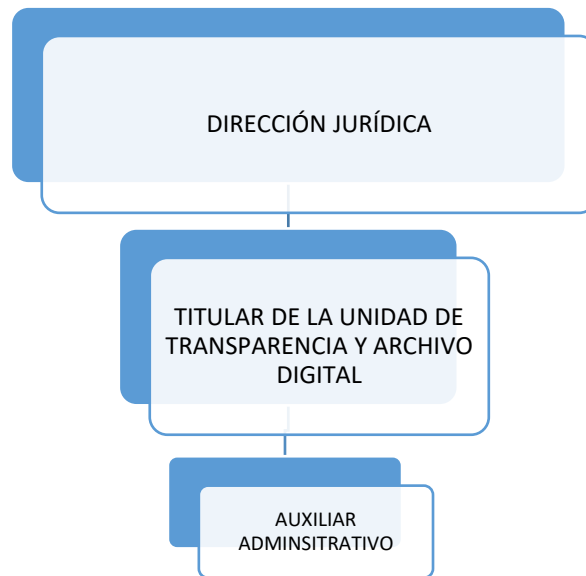 DIRECCIÓN JURÍDICA
TITULAR DE LA UNIDAD DE
TRANSPARENCIA Y ARCHIVO
DIGITAL
AUXILIAR
ADMINSITRATIVO